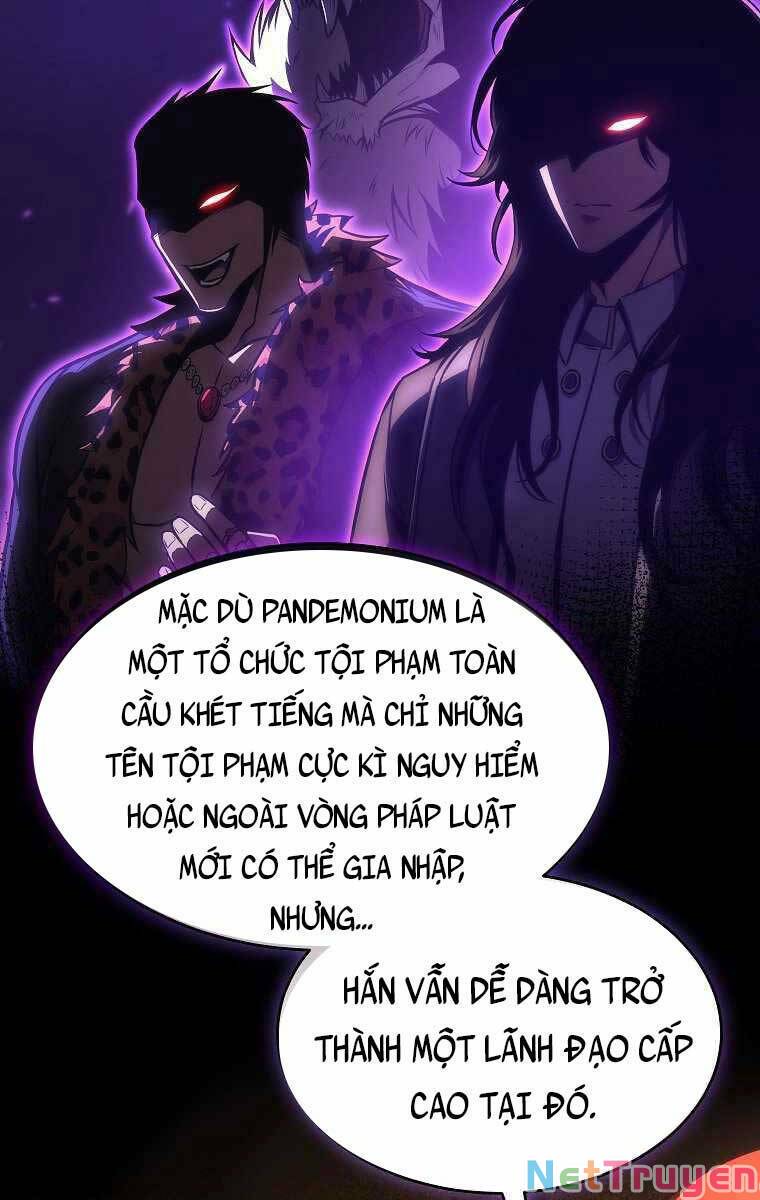 MẶC DÙ PANDEMONIUM LÀ
MỘT TỔ CHỨC TỘI PHẠM TOÀN
CẦU KHÉT TIẾNG MÀ CHỈ NHỮNG
TÊN TỘI PHẠM CỰC KÌ NGUY HIỂM
HOẶC NGOÀI VÒNG PHÁP LUẬT
MỚI CÓ THỂ GIA NHẬP,
NHƯNG...
HẮN VẪN DỄ DÀNG TRỞ
THÀNH MỘT LÃNH ĐẠO CẤP
CAO TẠI ĐÓ.
NetTruyen